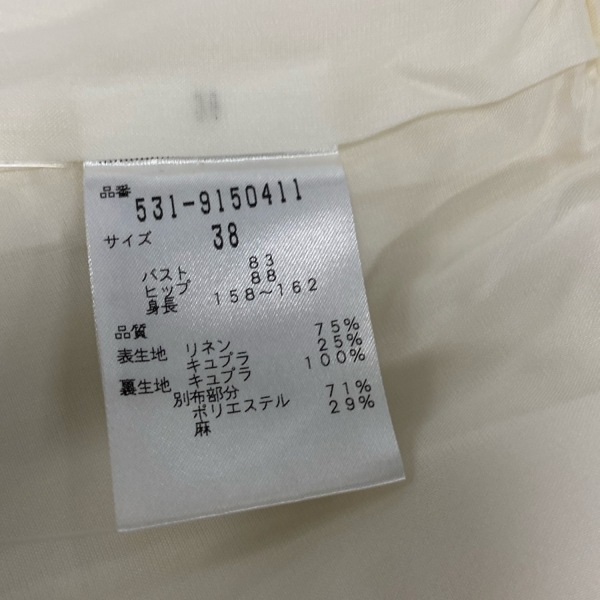 38
品番
531-9150411
サイズ 38
バスト 83
ヒップ 88
身長 158～162
品質
表生地 リネン 75%
キュプラ 25%
裏生地 キュプラ 100%
別布部分
ポリエステル 71%
麻 29%